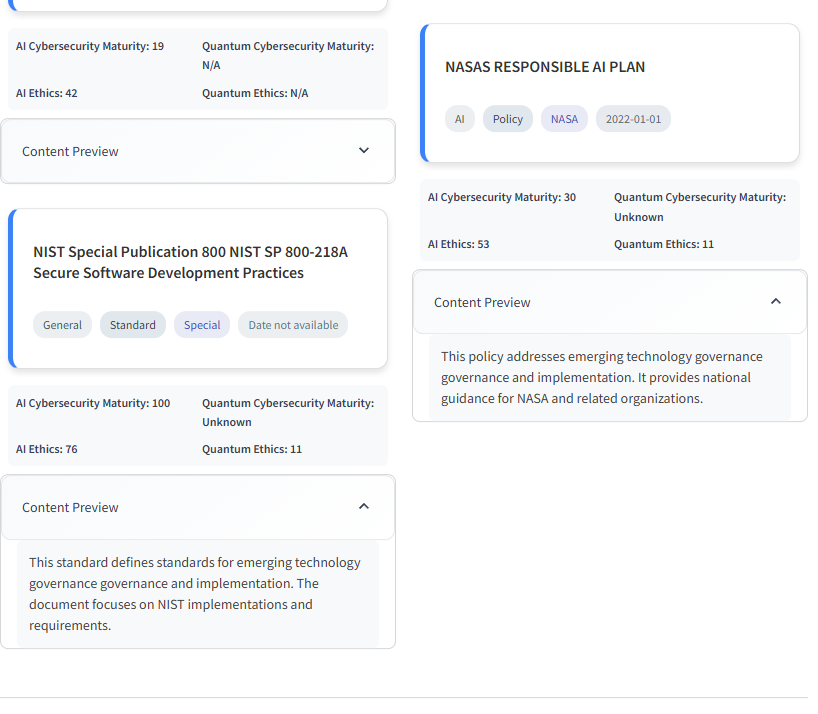 AI Cybersecurity Maturity: 19
Quantum Cybersecurity Maturity:
N/A
AI Ethics: 42
Quantum Ethics: N/A
Content Preview
NIST Special Publication 800 NIST SP 800-218A
Secure Software Development Practices
General
Standard
Special
Date not available
AI Cybersecurity Maturity: 100
Quantum Cybersecurity Maturity:
Unknown
AI Ethics: 76
Quantum Ethics: 11
Content Preview
This standard defines standards for emerging technology
governance governance and implementation. The
document focuses on NIST implementations and
requirements.
NASAS RESPONSIBLE AI PLAN
AI
Policy
NASA
2022-01-01
AI Cybersecurity Maturity: 30
Quantum Cybersecurity Maturity:
Unknown
AI Ethics: 53
Quantum Ethics: 11
Content Preview
This policy addresses emerging technology governance
governance and implementation. It provides national
guidance for NASA and related organizations.